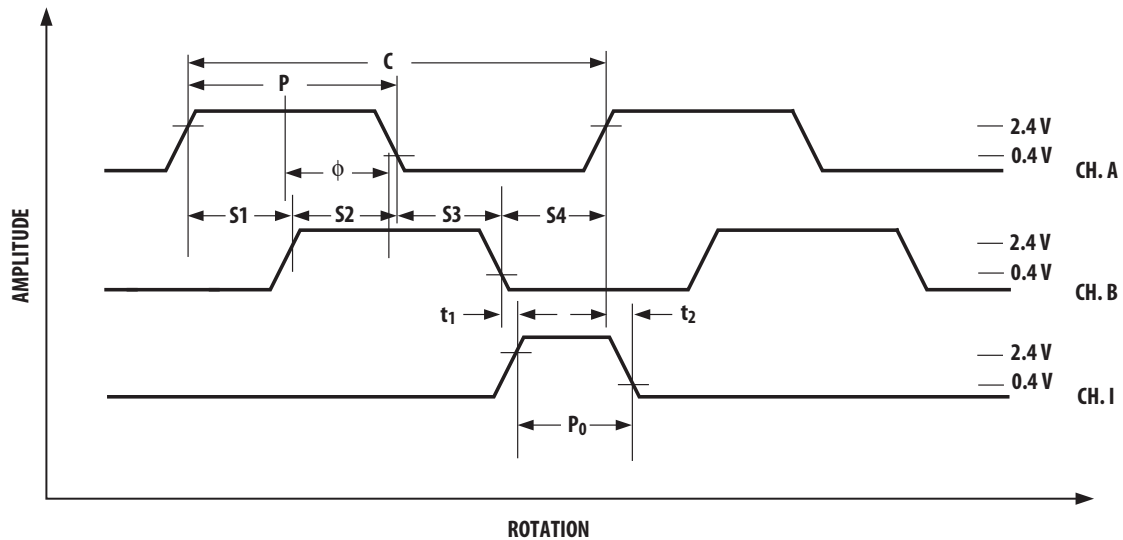 C
P
2.4 V
0.4 V
CH. A
ϕ
S1 S2 S3 S4
2.4 V
0.4 V
CH. B
AMPLITUDE
t1 t2
2.4 V
0.4 V
CH. I
P0
ROTATION